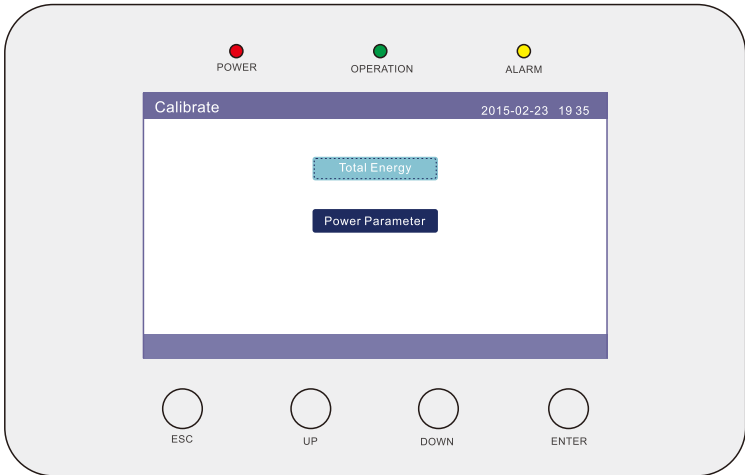 POWER OPERATION ALARM
Calibrate 2015-02-23 19 35
Total Energy
Power Parameter
ESC UP DOWN ENTER